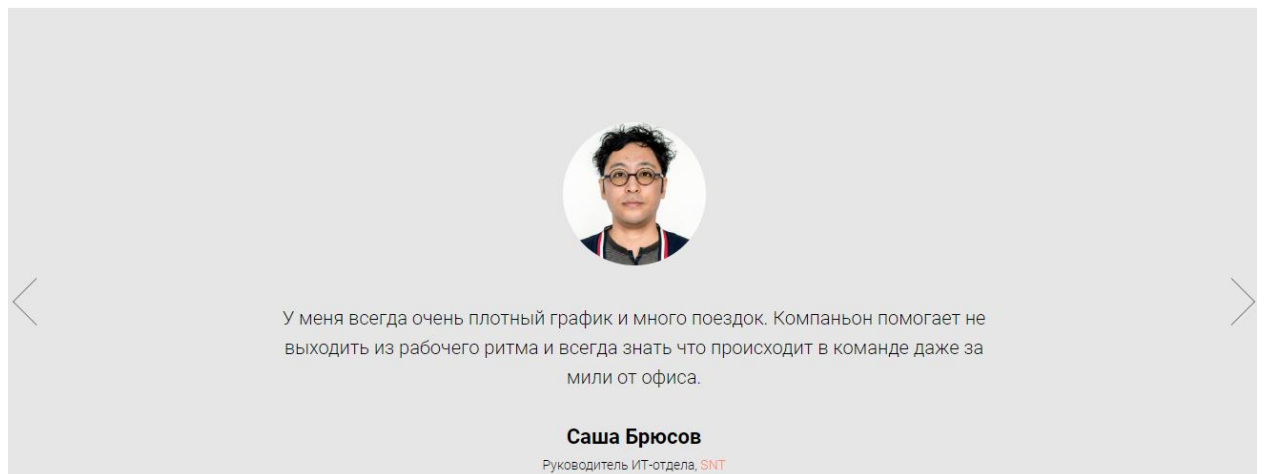 У меня всегда очень плотный график и много поездок. Компаньон помогает не
выходить из рабочего ритма и всегда знать что происходит в команде даже за
мили от офиса.
Саша Брюсов
Руководитель ИТ-отдела, SNT